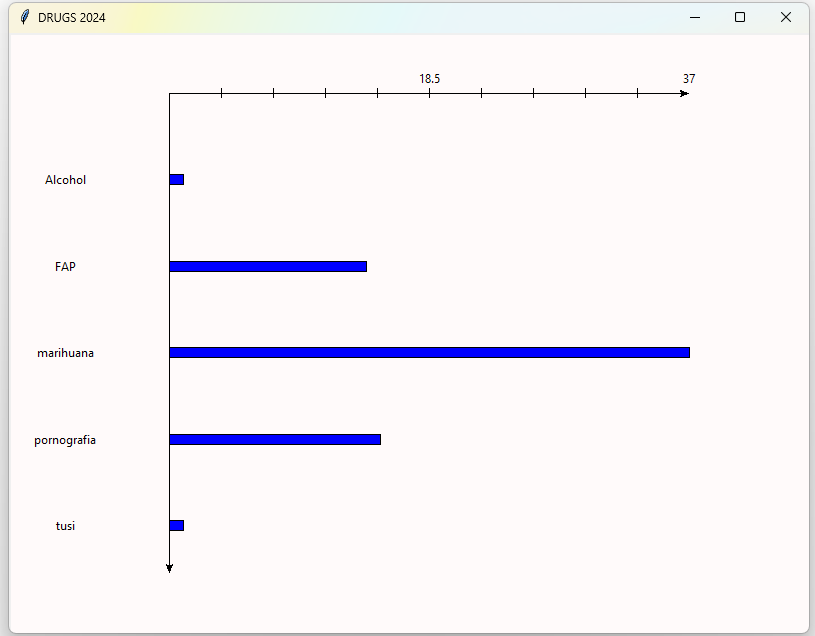 DRUGS 2024
18.5
37
Alcohol
FAP
marihuana
pornografia
tusi